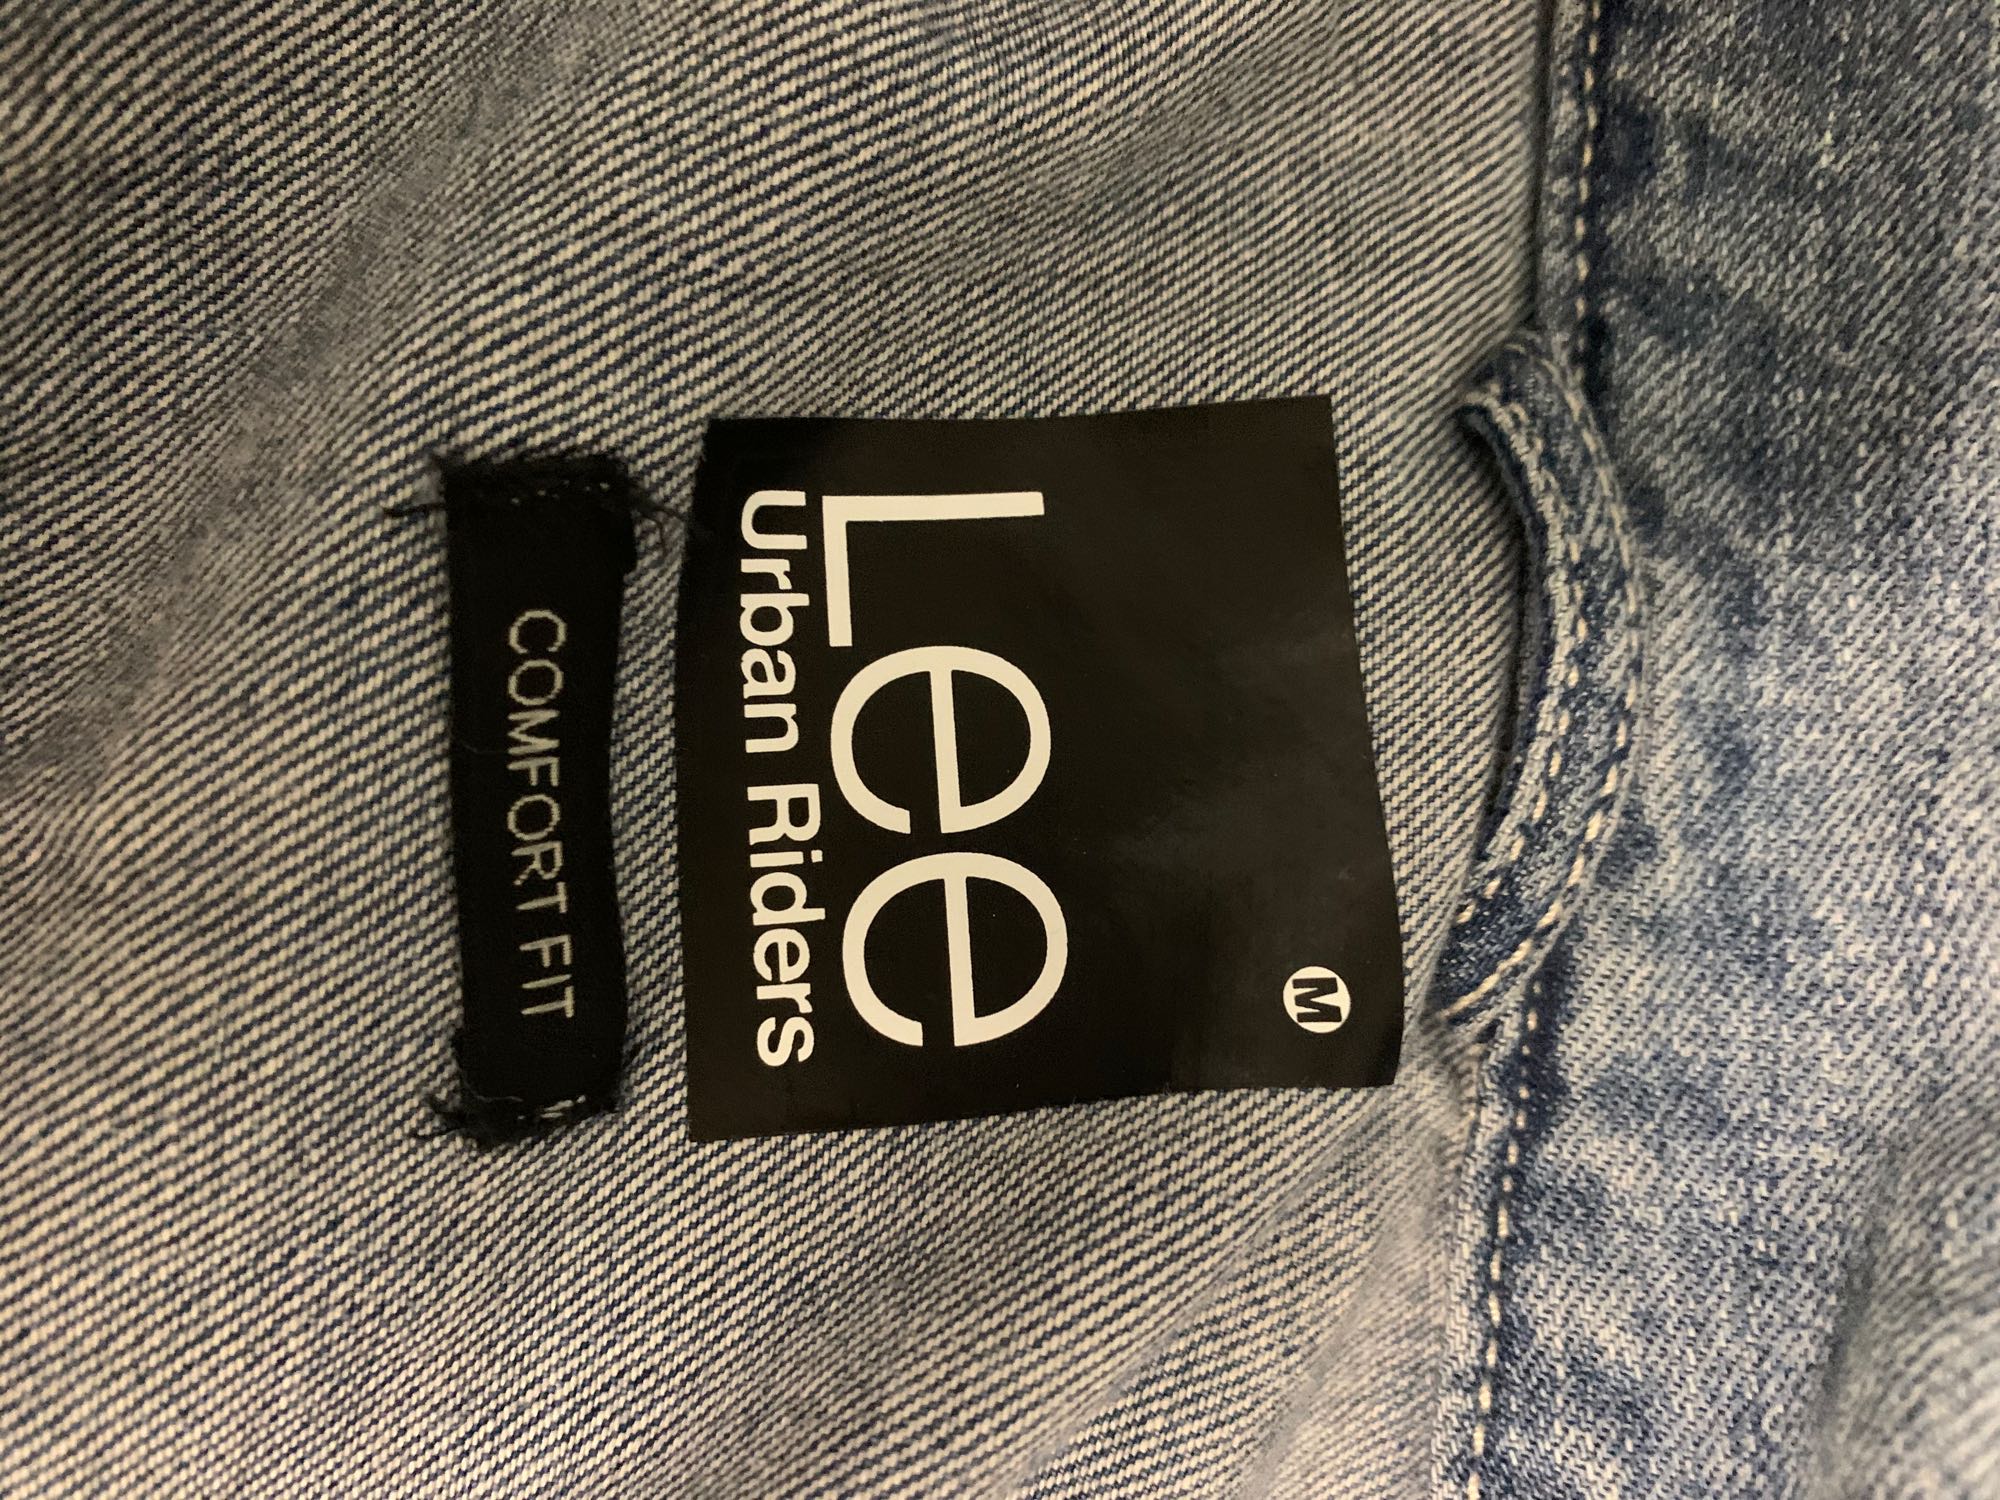 M
Lee
Urban Riders
COMFORT FIT